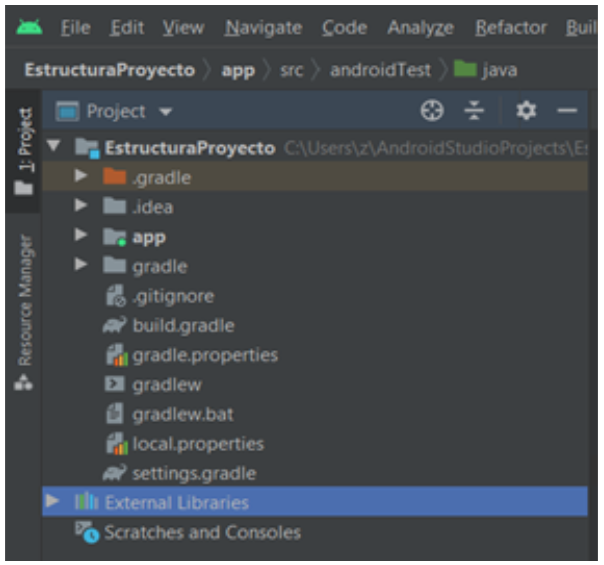 File Edit View Navigate Code Analyze Refactor Buil
EstructuraProyecto app src androidTest java
1: Project
Resource Manager
Project
EstructuraProyecto C:\Users\z\AndroidStudioProjects\Es
.gradle
.idea
app
gradle
.gitignore
build.gradle
gradle.properties
gradlew
gradlew.bat
local.properties
settings.gradle
External Libraries
Scratches and Consoles